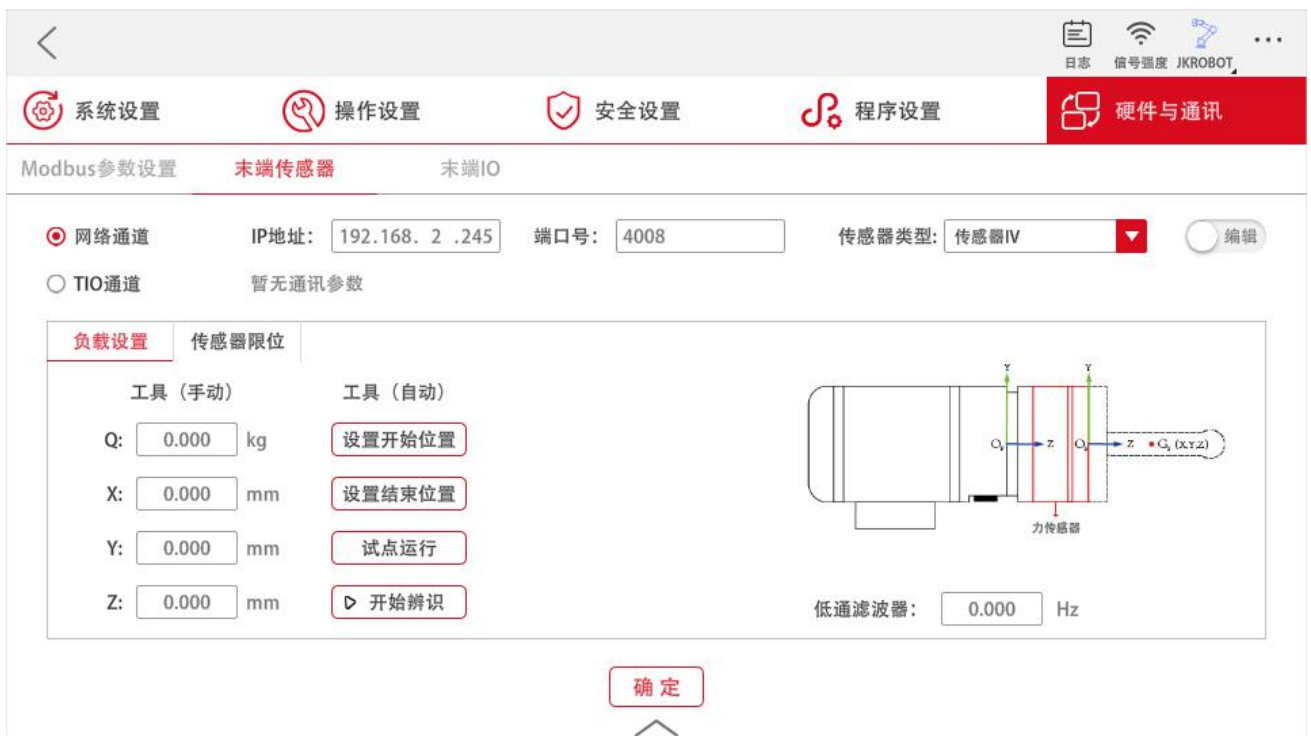 日志 信号强度 JKROBOT
系统设置 操作设置 安全设置 程序设置 硬件与通讯
Modbus参数设置 末端传感器 末端IO
网络通道 IP地址: 192.168. 2 .245 端口号: 4008 传感器类型: 传感器IV 编辑
TIO通道 暂无通讯参数
负载设置 传感器限位
Y Y
工具（手动） 工具（自动）
Q: 0.000 kg 设置开始位置
Z Z G (X,Y,Z)
X: 0.000 mm 设置结束位置
力传感器
Y: 0.000 mm 试点运行
Z: 0.000 mm 开始辨识 低通滤波器: 0.000 Hz
确定